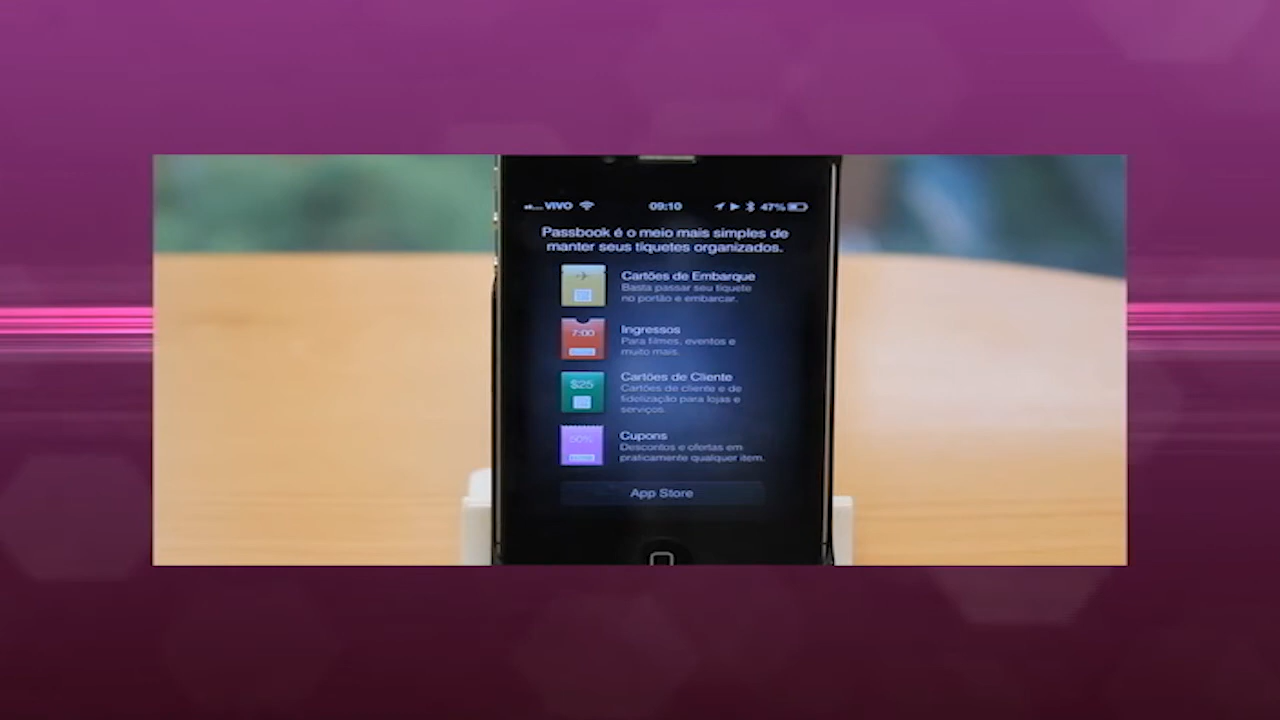 VIVO 09:10 47%
Passbook é o meio mais simples de
manter seus tíquetes organizados.
Cartões de Embarque
Basta passar seu tíquete
no portão e embarcar.
7:00
Ingressos
Para filmes, eventos e
muito mais.
$25
Cartões de Cliente
Cartões de cliente e de
fidelização para lojas e
serviços.
50%
Cupons
Descontos e ofertas em
praticamente qualquer item.
App Store